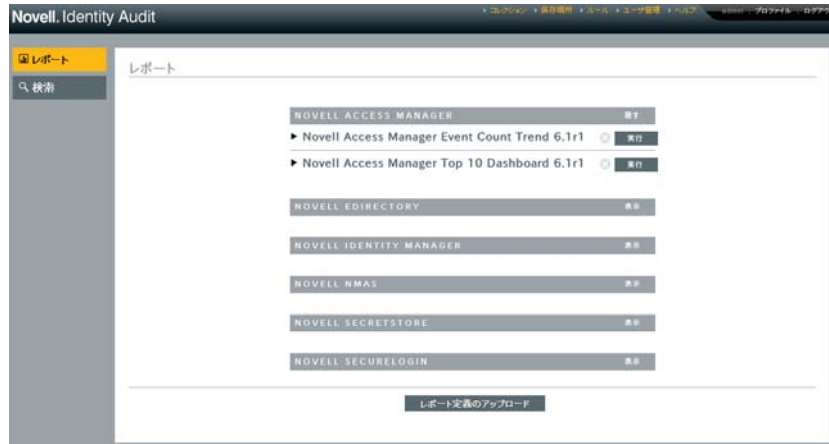 Novell. Identity Audit
コレクション 保存場所 ルール ユーザ管理 ヘルプ admin プロファイル ログアウ
レポート
検索
レポート
NOVELL ACCESS MANAGER 隠す
Novell Access Manager Event Count Trend 6.1r1 実行
Novell Access Manager Top 10 Dashboard 6.1r1 実行
NOVELL EDIRECTORY 表示
NOVELL IDENTITY MANAGER 表示
NOVELL NMAS 表示
NOVELL SECRETSTORE 表示
NOVELL SECURELOGIN 表示
レポート定義のアップロード